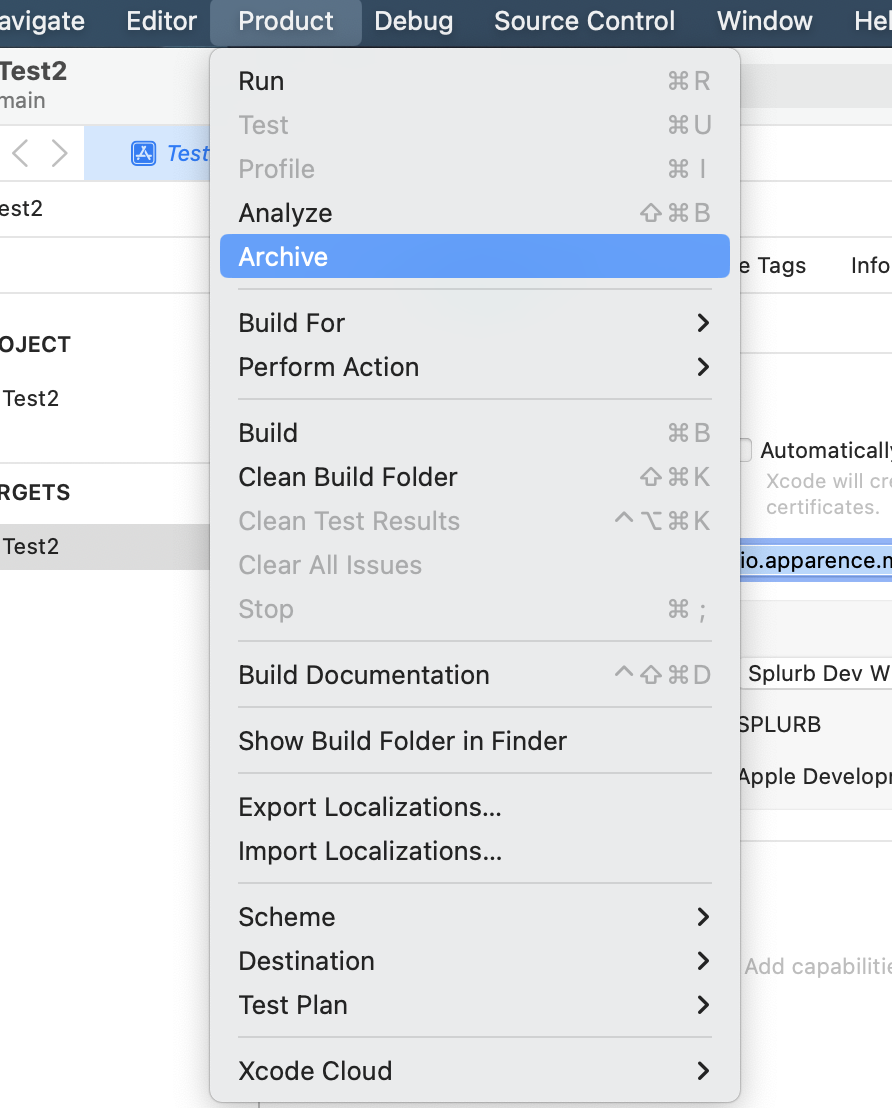 avigate Editor Product Debug Source Control Window Hel
Test2
main
Test
est2
e Tags Info
OJECT
Test2
RGETS
Test2
Run ⌘R
Test ⌘U
Profile ⌘I
Analyze ⇧⌘B
Archive
Build For
Perform Action
Build ⌘B
Clean Build Folder ⇧⌘K
Clean Test Results ^⌥⌘K
Clear All Issues
Stop ⌘;
Build Documentation ^⇧⌘D
Show Build Folder in Finder
Export Localizations...
Import Localizations...
Scheme
Destination
Test Plan
Xcode Cloud
Automatically
Xcode will cre
certificates.
io.apparence.m
Splurb Dev W
SPLURB
Apple Developm
Add capabilitie